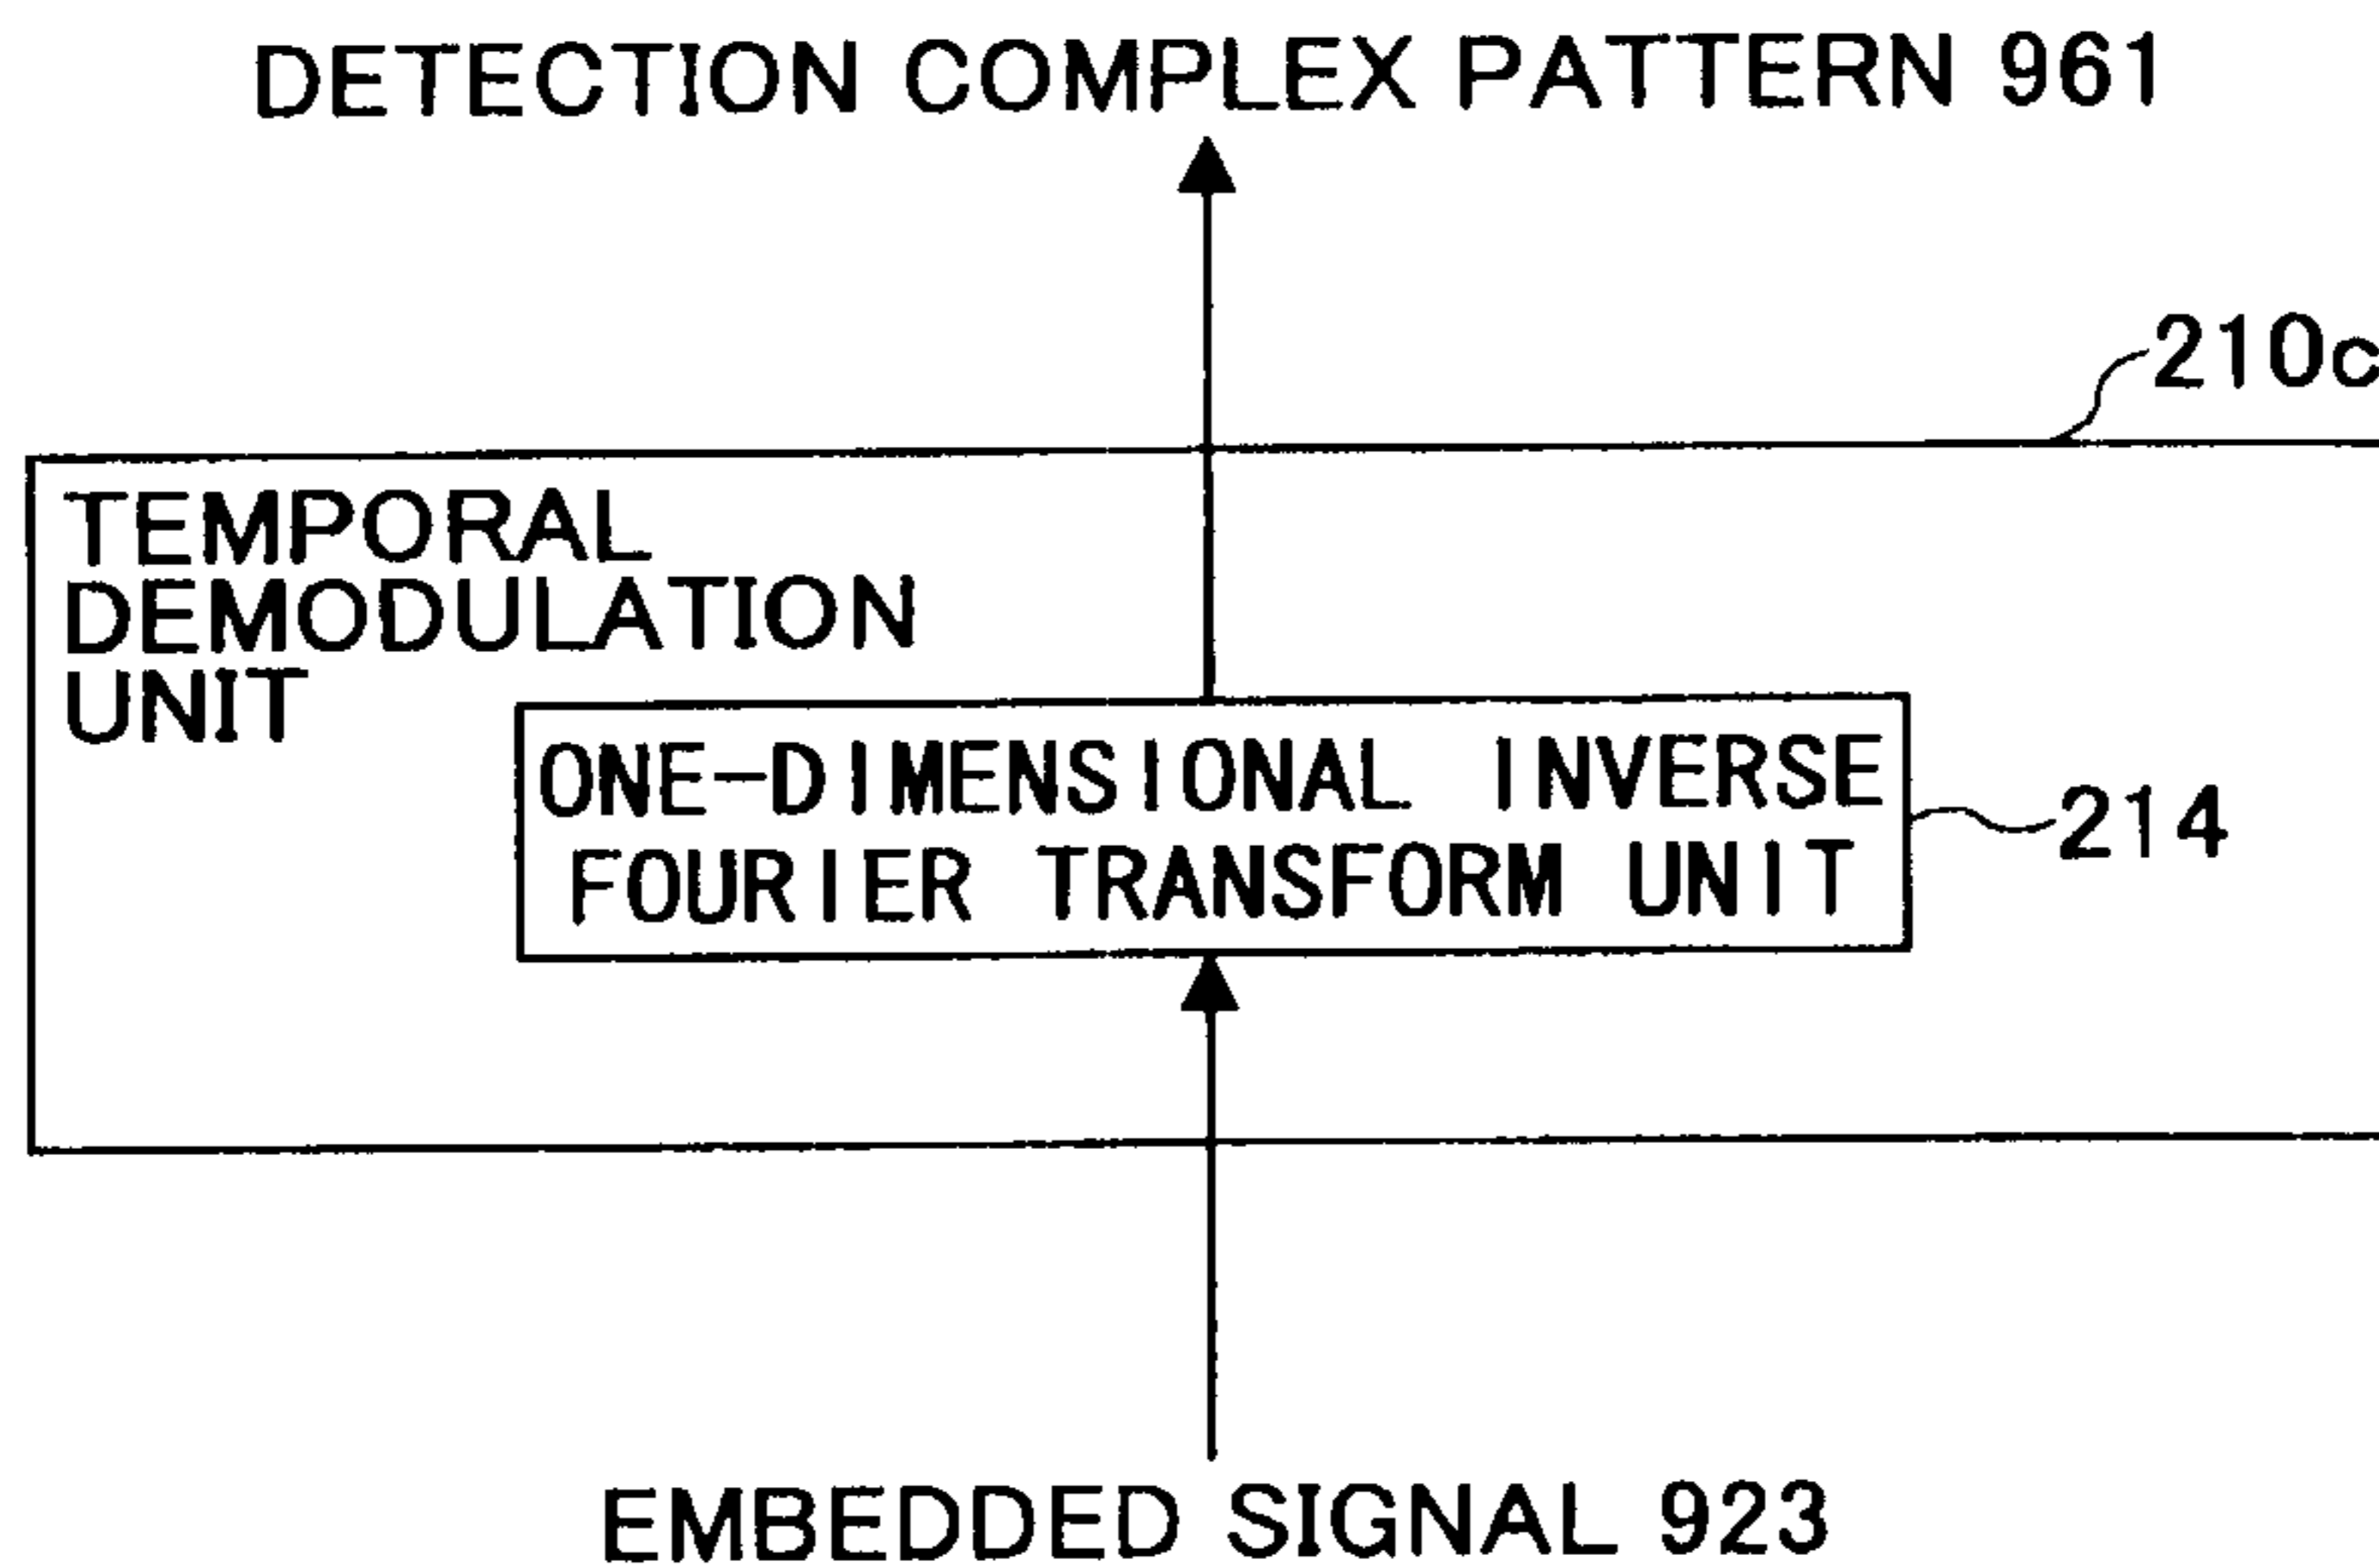 DETECTION COMPLEX PATTERN 961
210c
TEMPORAL
DEMODULATION
UNIT
ONE-DIMENSIONAL INVERSE
FOURIER TRANSFORM UNIT
214
EMBEDDED SIGNAL 923